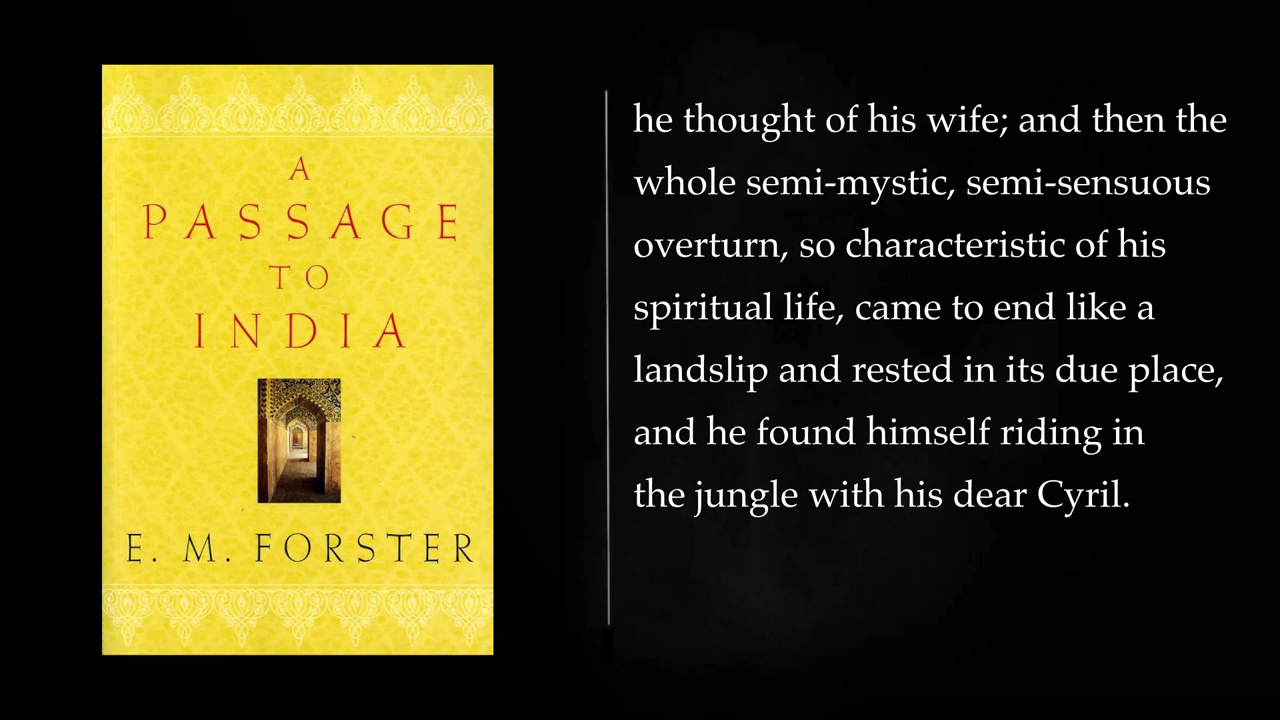 A
PASSAGE
TO
INDIA
E. M. FORSTER
he thought of his wife; and then the
whole semi-mystic, semi-sensuous
overturn, so characteristic of his
spiritual life, came to end like a
landslip and rested in its due place,
and he found himself riding in
the jungle with his dear Cyril.